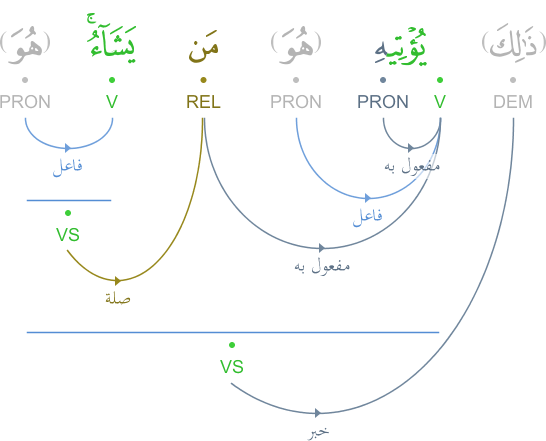 (ذَٰلِكَ) يُؤْتِيهِ (هُوَ) مَن يَشَآءُۚ (هُوَ)
DEM V PRON PRON REL V PRON
مفعول به
فاعل
فاعل
VS
مفعول به
صلة
VS
خبر